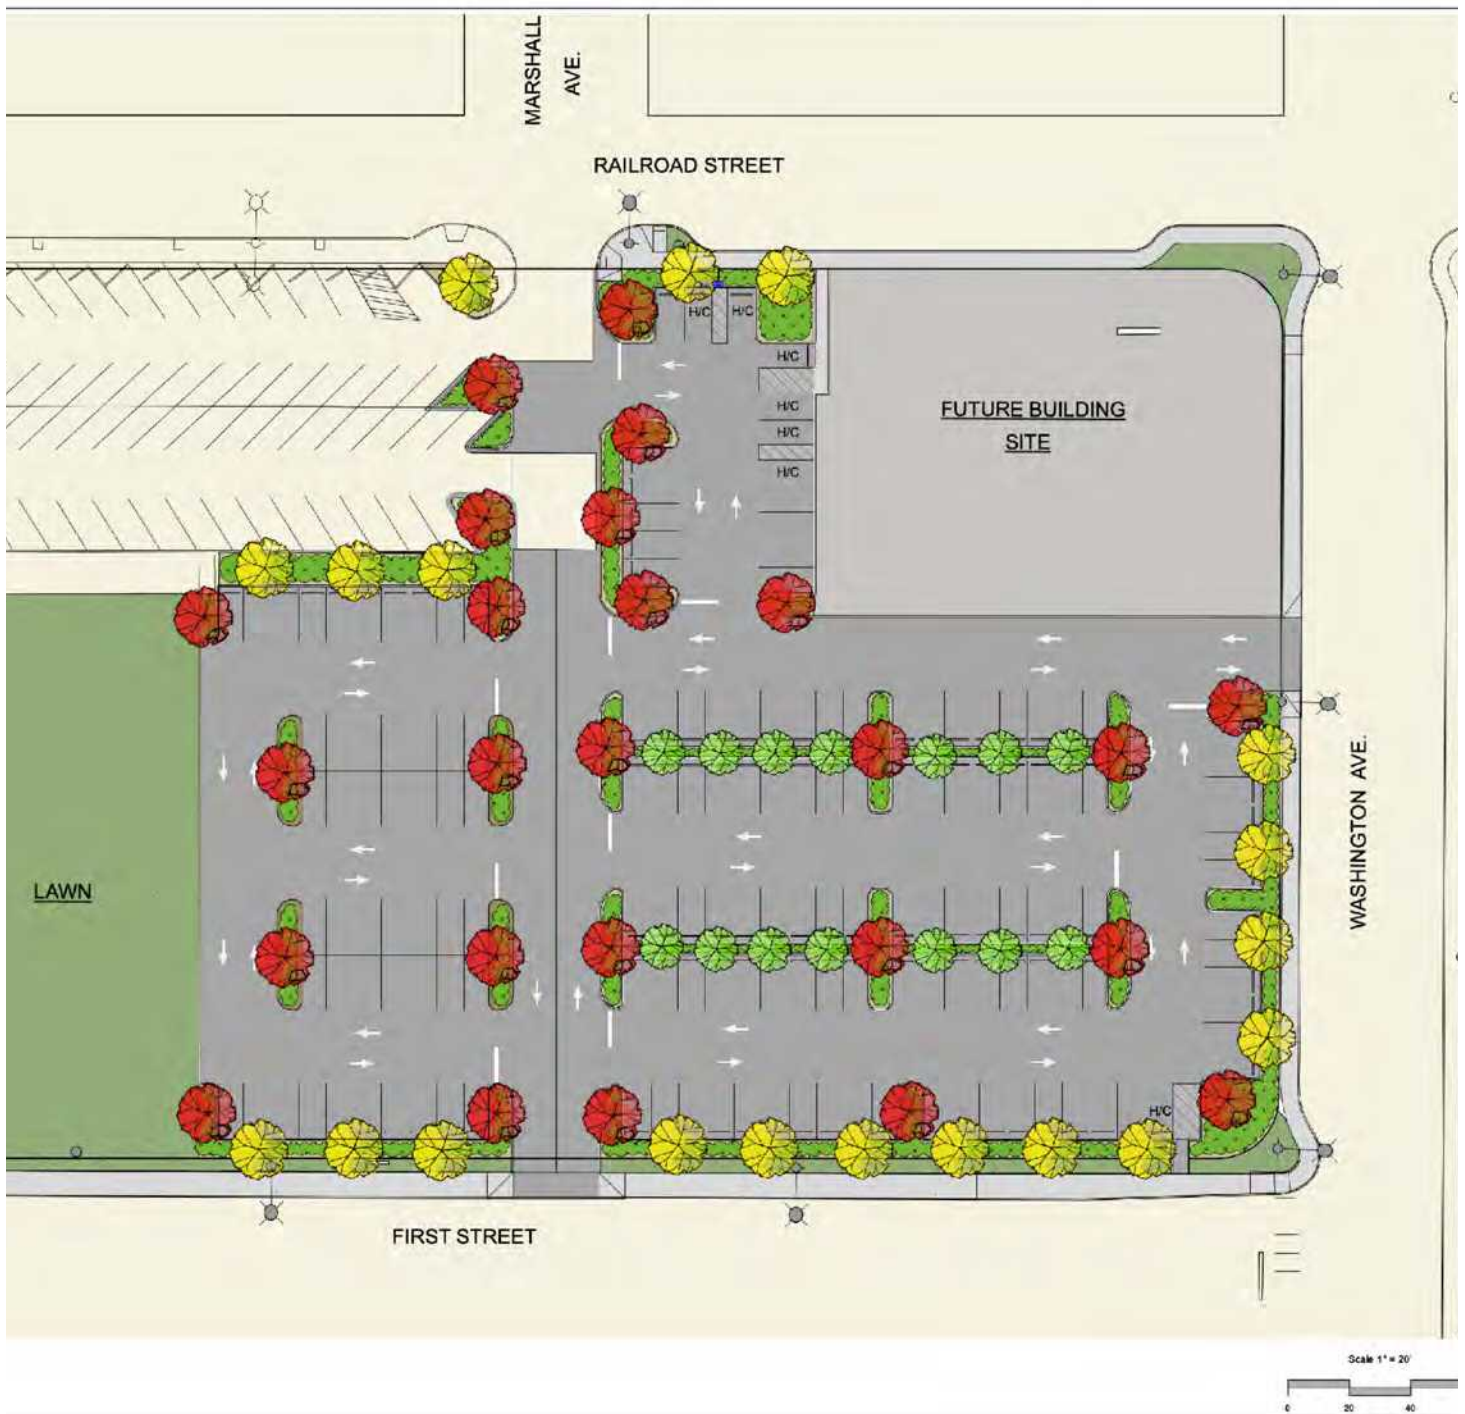 MARSHALL
AVE.
RAILROAD STREET
H/C
H/C
H/C
H/C
H/C
H/C
FUTURE BUILDING
SITE
LAWN
WASHINGTON AVE.
H/C
FIRST STREET
Scale 1" = 20'
0 20 40